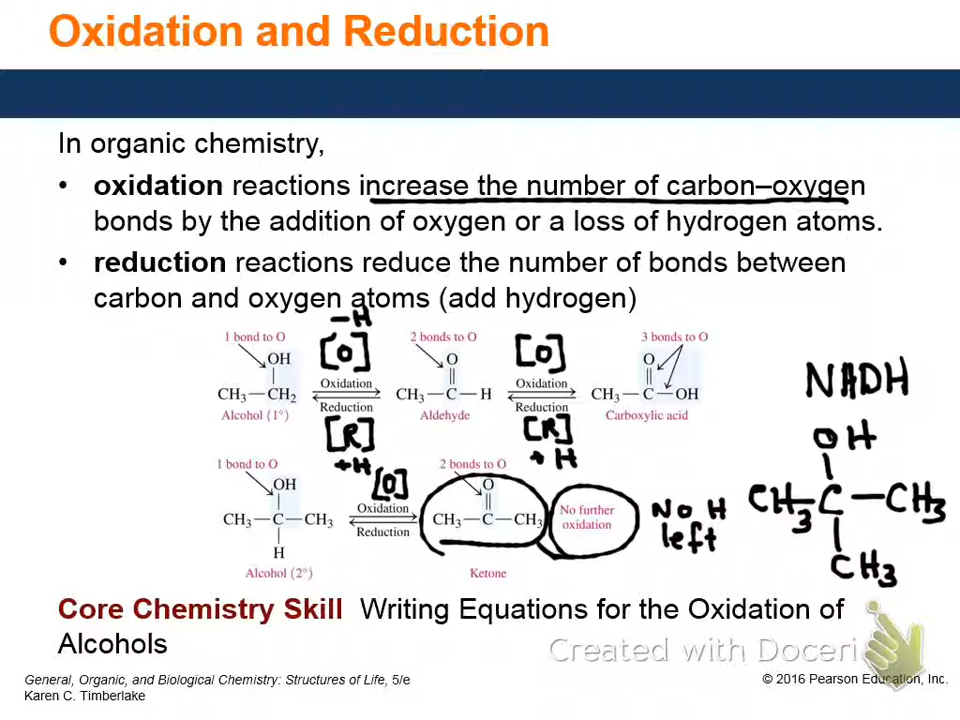 Oxidation and Reduction
In organic chemistry,
• oxidation reactions increase the number of carbon–oxygen
bonds by the addition of oxygen or a loss of hydrogen atoms.
• reduction reactions reduce the number of bonds between
carbon and oxygen atoms (add hydrogen)
-H
1 bond to O [O] 2 bonds to O [O] 3 bonds to O
OH O O
CH₃—CH₂ Oxidation CH₃—C—H Oxidation CH₃—C—OH
Reduction Reduction
Alcohol (1°) Aldehyde Carboxylic acid
[R] [R]
+H +H
NADH
OH
CH3—C—CH3
CH3
1 bond to O [O] 2 bonds to O
OH O
CH₃—C—CH₃ Oxidation CH₃—C—CH₃ No further
Reduction oxidation
H
Alcohol (2°) Ketone
No H
left
Core Chemistry Skill Writing Equations for the Oxidation of
Alcohols
Created with Doceri
General, Organic, and Biological Chemistry: Structures of Life, 5/e
Karen C. Timberlake
© 2016 Pearson Education, Inc.